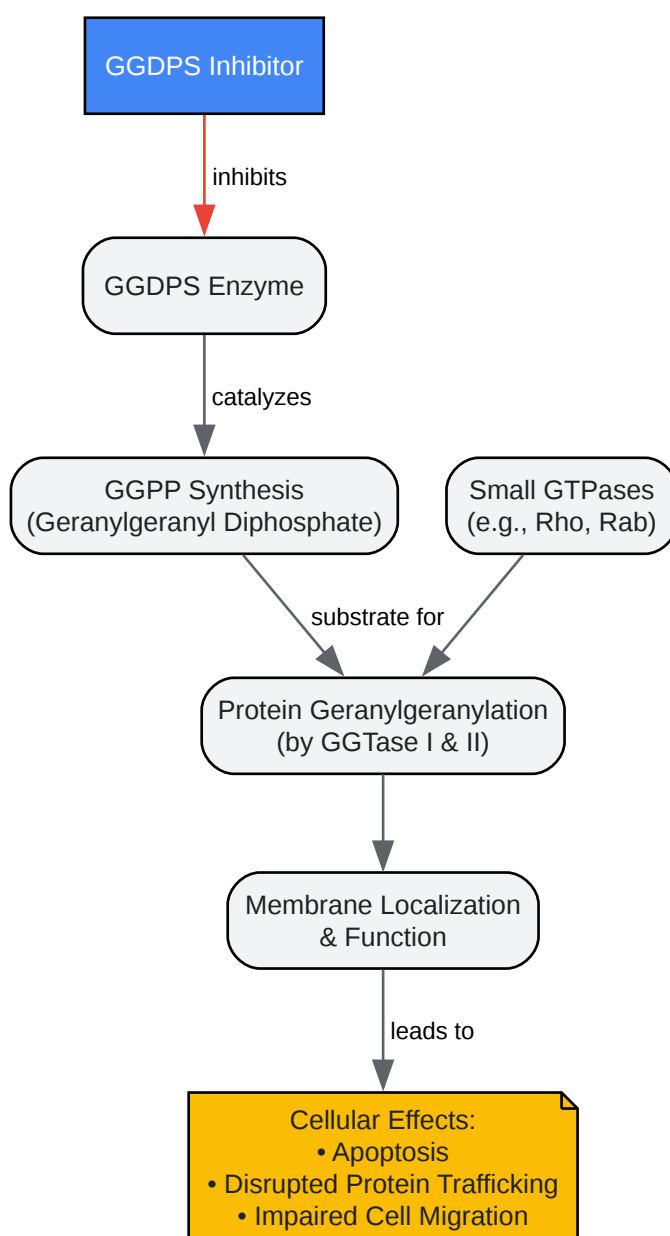 GGDPS Inhibitor
inhibits
GGDPS Enzyme
catalyzes
GGPP Synthesis
(Geranylgeranyl Diphosphate)
Small GTPases
(e.g., Rho, Rab)
substrate for
Protein Geranylgeranylation
(by GGTase I & II)
Membrane Localization
& Function
leads to
Cellular Effects:
• Apoptosis
• Disrupted Protein Trafficking
• Impaired Cell Migration